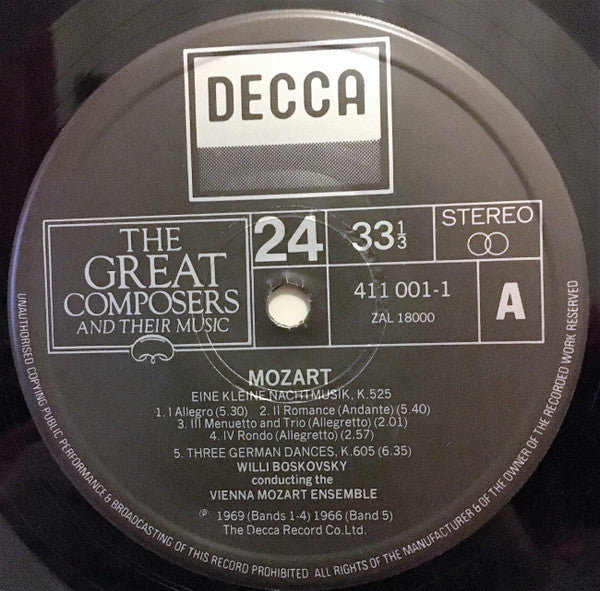 DECCA
THE
GREAT
COMPOSERS
AND THEIR MUSIC
24
33⅓
STEREO
411 001-1
ZAL 18000
A
MOZART
EINE KLEINE NACHTMUSIK, K.525
1. I Allegro (5.30) 2. II Romance (Andante) (5.40)
3. III Menuetto and Trio (Allegretto) (2.01)
4. IV Rondo (Allegretto) (2.57)
5. THREE GERMAN DANCES, K.605 (6.35)
WILLI BOSKOVSKY
conducting the
VIENNA MOZART ENSEMBLE
℗ 1969 (Bands 1-4) 1966 (Band 5)
The Decca Record Co. Ltd.
UNAUTHORISED COPYING PUBLIC PERFORMANCE & BROADCASTING OF THIS RECORD PROHIBITED ALL RIGHTS OF THE MANUFACTURER & OF THE OWNER OF THE RECORDED WORK RESERVED